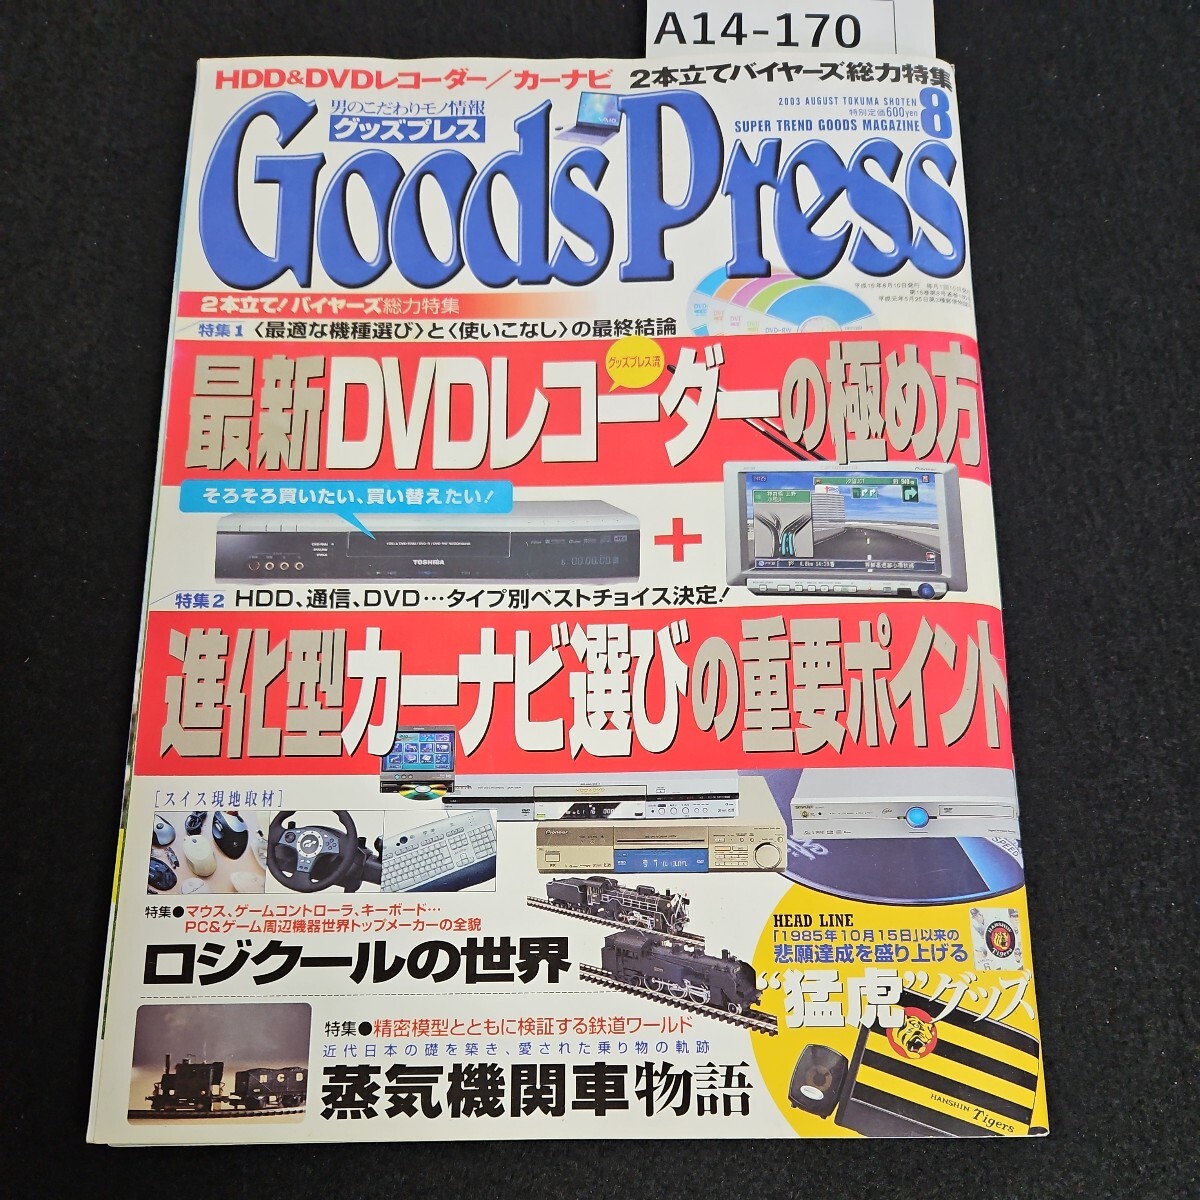 A14-170
HDD&DVDレコーダー/カーナビ 2本立てバイヤーズ総力特集
男のこだわりモノ情報
グッズプレス
2003 AUGUST TOKUMA SHOTEN
特別定価600yen
SUPER TREND GOODS MAGAZINE
8
GoodsPress
2本立て!バイヤーズ総力特集
特集1 〈最適な機種選び〉と〈使いこなし〉の最終結論
グッズプレス流
最新DVDレコーダーの極め方
そろそろ買いたい、買い替えたい!
TOSHIBA
+
特集2 HDD、通信、DVD…タイプ別ベストチョイス決定!
進化型カーナビ選びの重要ポイント
[スイス現地取材]
Pioneer
特集●マウス、ゲームコントローラ、キーボード…
PC&ゲーム周辺機器世界トップメーカーの全貌
ロジクールの世界
HEAD LINE
「1985年10月15日」以来の
悲願達成を盛り上げる
“猛虎”グッズ
特集●精密模型とともに検証する鉄道ワールド
近代日本の礎を築き、愛された乗り物の軌跡
蒸気機関車物語
NCB
HANSHIN Tigers